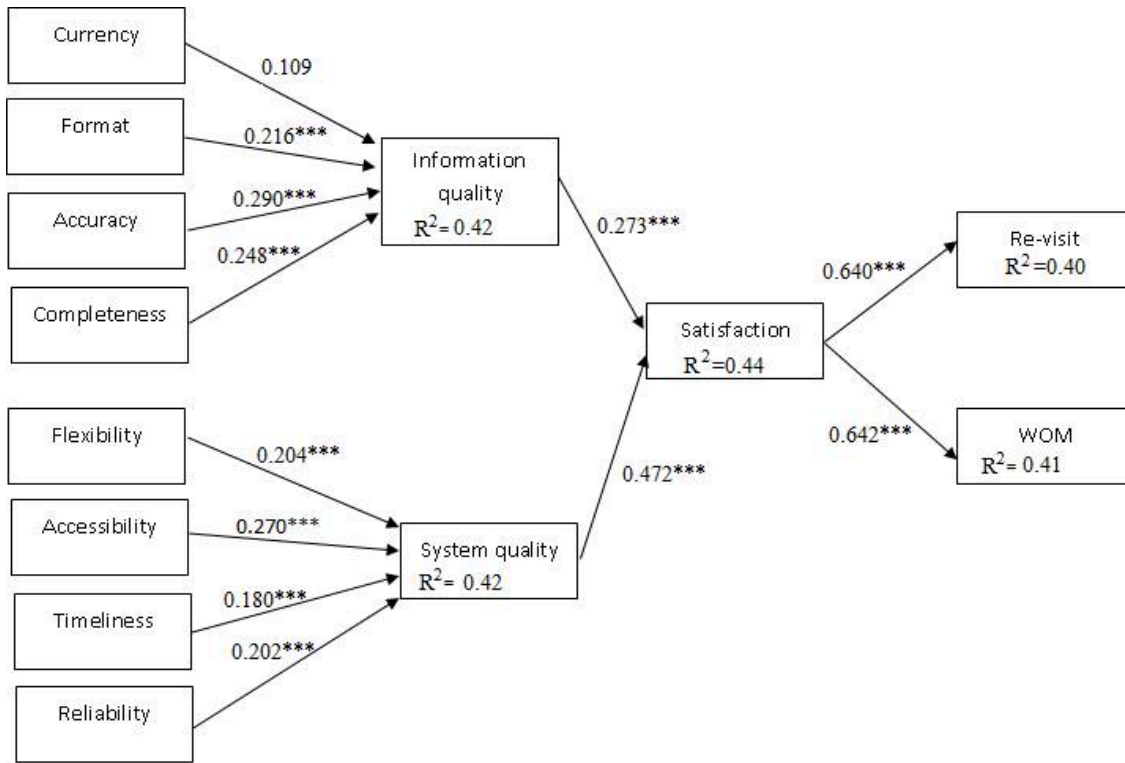 Currency
0.109
Format
0.216***
Accuracy
0.290***
Completeness
0.248***
Information
quality
R²= 0.42
0.273***
Flexibility
0.204***
Accessibility
0.270***
Timeliness
0.180***
Reliability
0.202***
System quality
R²= 0.42
0.472***
Satisfaction
R²=0.44
0.640***
Re-visit
R²=0.40
0.642***
WOM
R²= 0.41